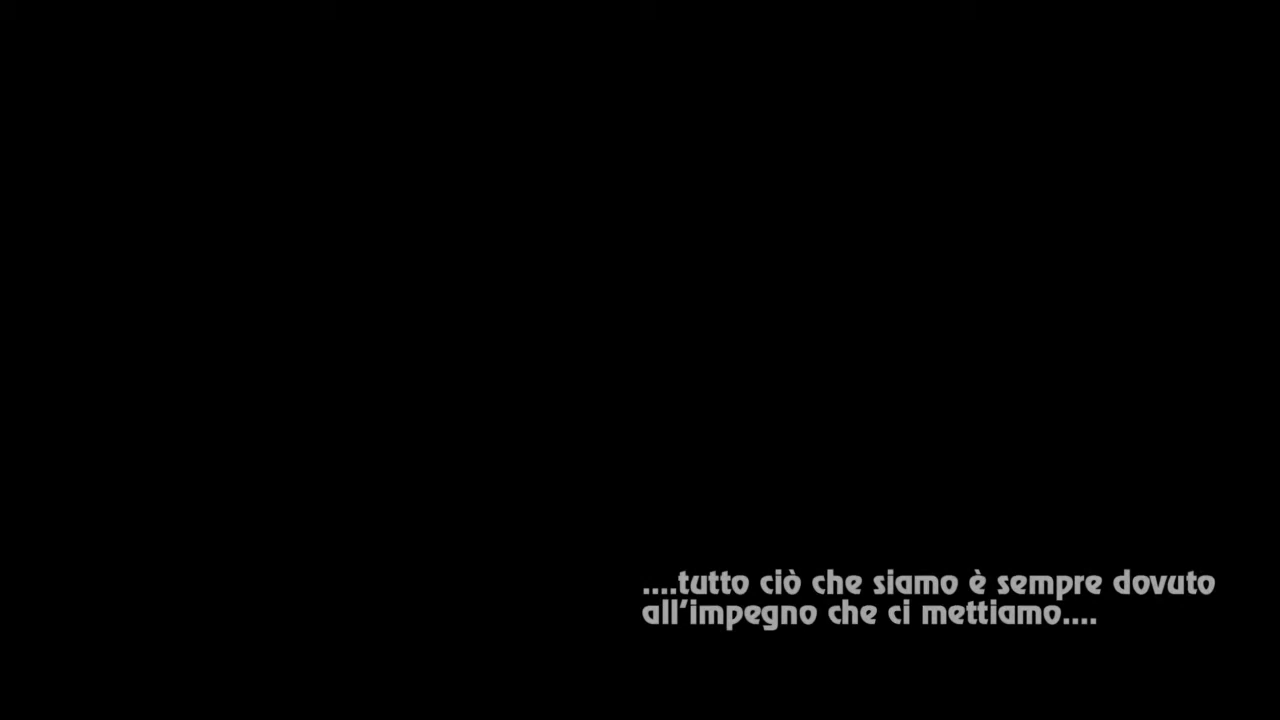 ....tutto ciò che siamo è sempre dovuto
all'impegno che ci mettiamo....